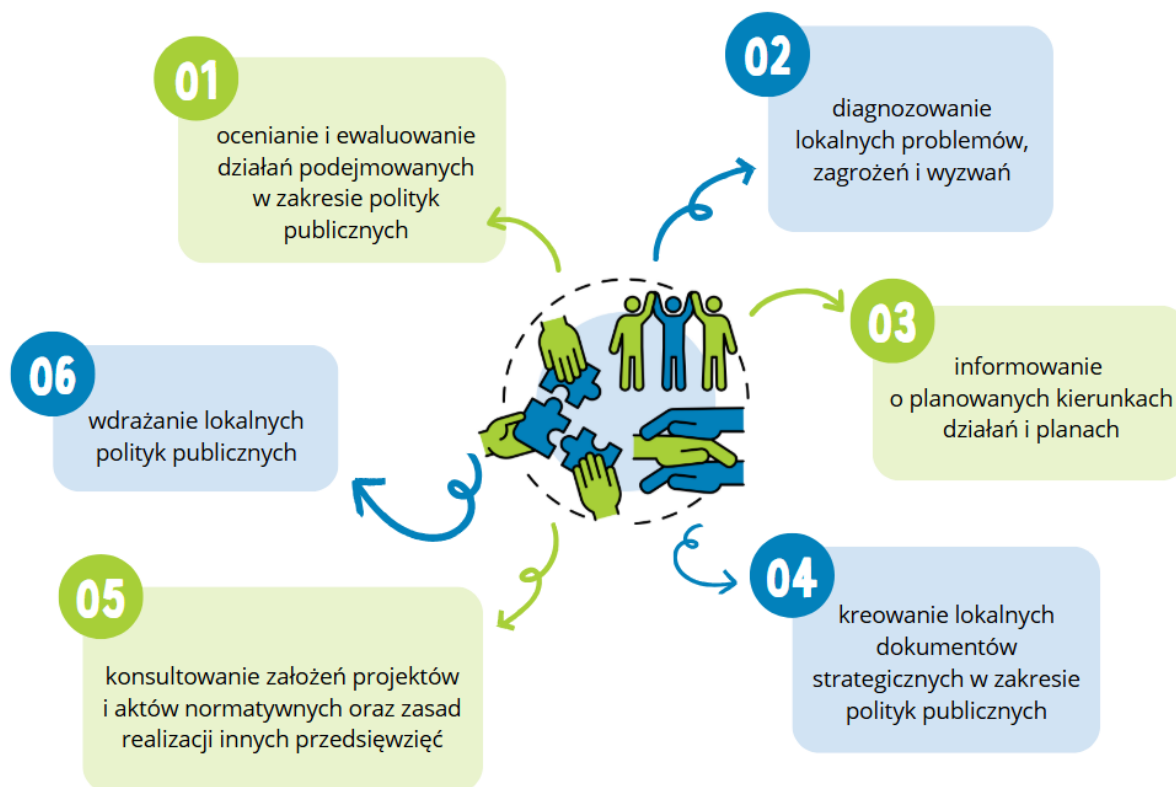 01
ocenianie i ewaluowanie
działań podejmowanych
w zakresie polityk
publicznych
02
diagnozowanie
lokalnych problemów,
zagrożeń i wyzwań
03
informowanie
o planowanych kierunkach
działań i planach
04
kreowanie lokalnych
dokumentów
strategicznych w zakresie
polityk publicznych
05
konsultowanie założeń projektów
i aktów normatywnych oraz zasad
realizacji innych przedsięwzięć
06
wdrażanie lokalnych
polityk publicznych